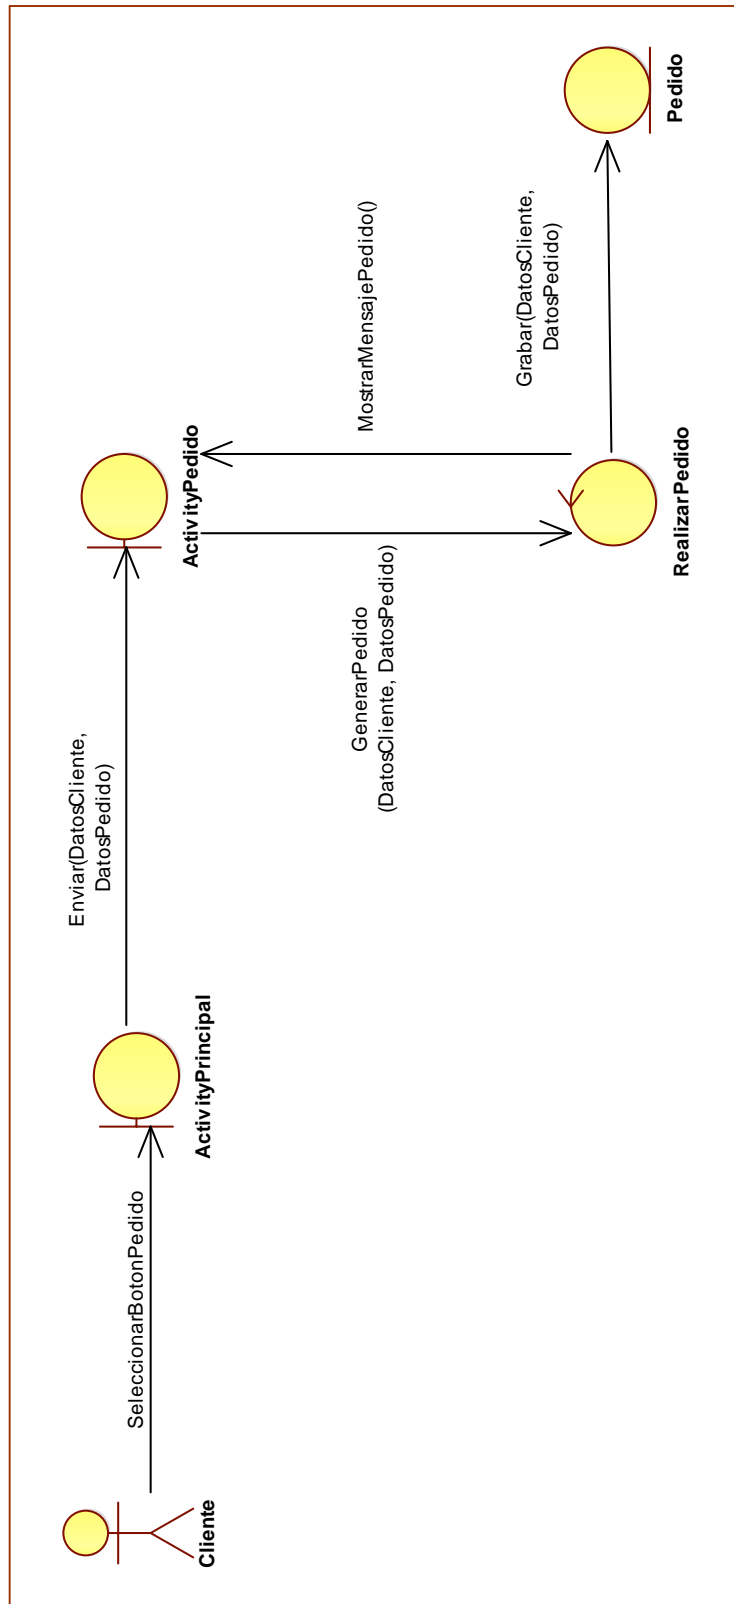 Cliente
SeleccionarBotonPedido
ActivityPrincipal
Enviar(DatosCliente,
DatosPedido)
ActivityPedido
GenerarPedido
(DatosCliente, DatosPedido)
MostrarMensajePedido()
RealizarPedido
Grabar(DatosCliente,
DatosPedido)
Pedido